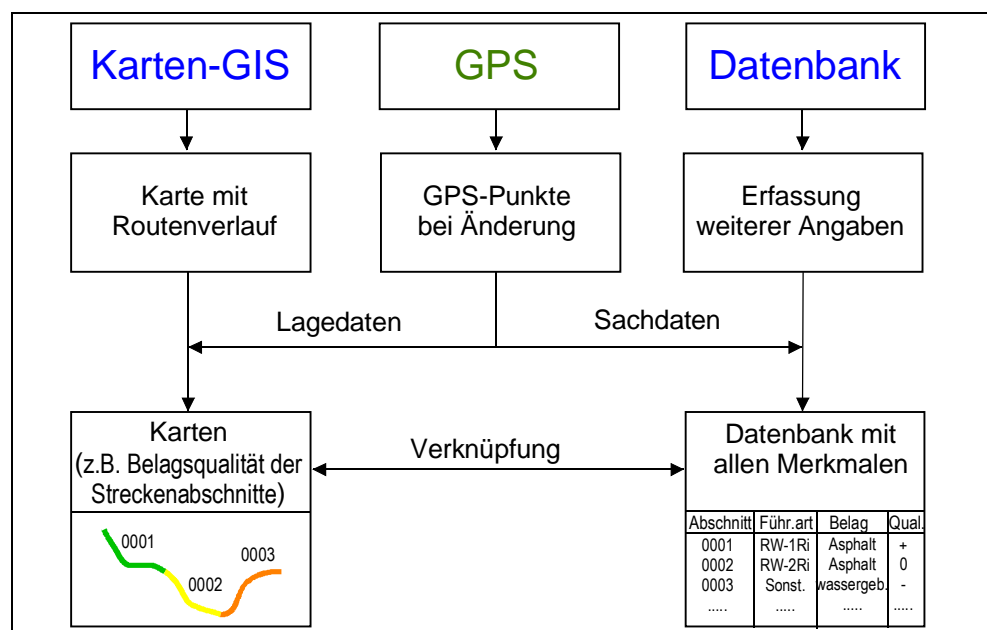 Karten-GIS
GPS
Datenbank
Karte mit
Routenverlauf
GPS-Punkte
bei Änderung
Erfassung
weiterer Angaben
Lagedaten
Sachdaten
Karten
(z.B. Belagsqualität der
Streckenabschnitte)
0001
0002
0003
Verknüpfung
Datenbank mit
allen Merkmalen
Abschnitt Führ.art Belag Qual.
0001 RW-1Ri Asphalt +
0002 RW-2Ri Asphalt 0
0003 Sonst. wassergeb. -
..... ..... ..... .....